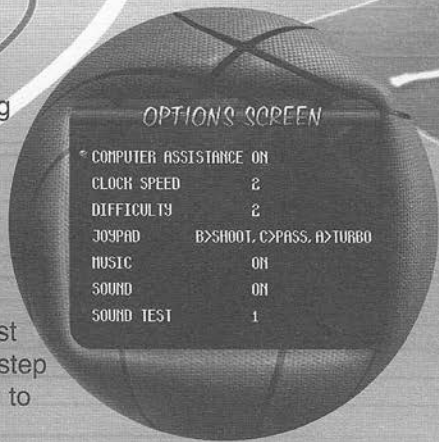 g
OPTIONS SCREEN
COMPUTER ASSISTANCE ON
CLOCK SPEED 2
DIFFICULTY 2
JOYPAD B>SHOOT, C>PASS, A>TURBO
MUSIC ON
SOUND ON
SOUND TEST 1
st
step
to